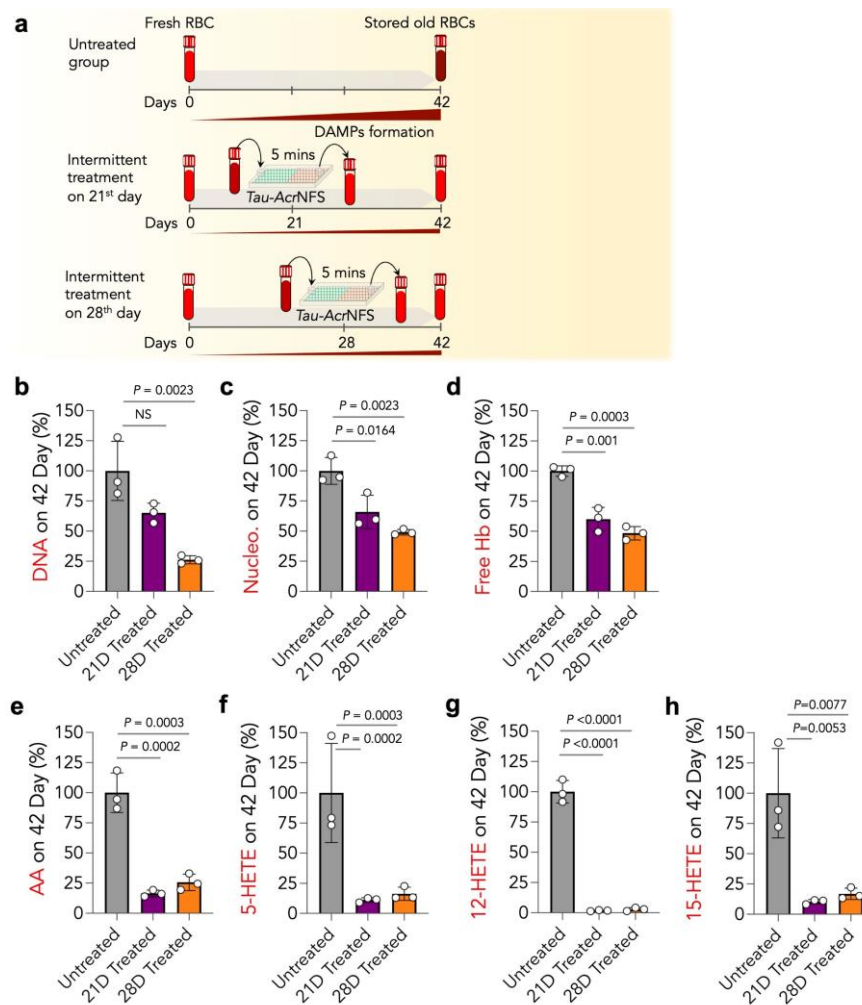 a
Fresh RBC
Stored old RBCs
Untreated
group
Days 0
42
DAMPs formation
Intermittent
treatment
on 21st day
5 mins
Tau-AcrNFS
Days 0
21
42
Intermittent
treatment
on 28th day
5 mins
Tau-AcrNFS
Days 0
28
42
b
P = 0.0023
NS
DNA on 42 Day (%)
150
125
100
75
50
25
0
Untreated
21D Treated
28D Treated
c
P = 0.0023
P = 0.0164
Nucleo. on 42 Day (%)
150
125
100
75
50
25
0
Untreated
21D Treated
28D Treated
d
P = 0.0003
P = 0.001
Free Hb on 42 Day (%)
150
125
100
75
50
25
0
Untreated
21D Treated
28D Treated
e
P = 0.0003
P = 0.0002
AA on 42 Day (%)
150
125
100
75
50
25
0
Untreated
21D Treated
28D Treated
f
P = 0.0003
P = 0.0002
5-HETE on 42 Day (%)
150
125
100
75
50
25
0
Untreated
21D Treated
28D Treated
g
P <0.0001
P <0.0001
12-HETE on 42 Day (%)
150
125
100
75
50
25
0
Untreated
21D Treated
28D Treated
h
P=0.0077
P=0.0053
15-HETE on 42 Day (%)
150
125
100
75
50
25
0
Untreated
21D Treated
28D Treated